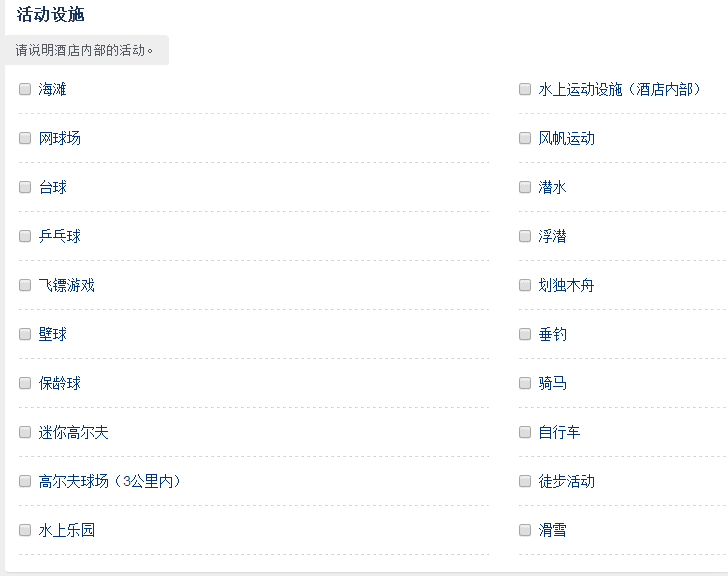 活动设施
请说明酒店内部的活动。
海滩
水上运动设施（酒店内部）
网球场
风帆运动
台球
潜水
乒乓球
浮潜
飞镖游戏
划独木舟
壁球
垂钓
保龄球
骑马
迷你高尔夫
自行车
高尔夫球场（3公里内）
徒步活动
水上乐园
滑雪